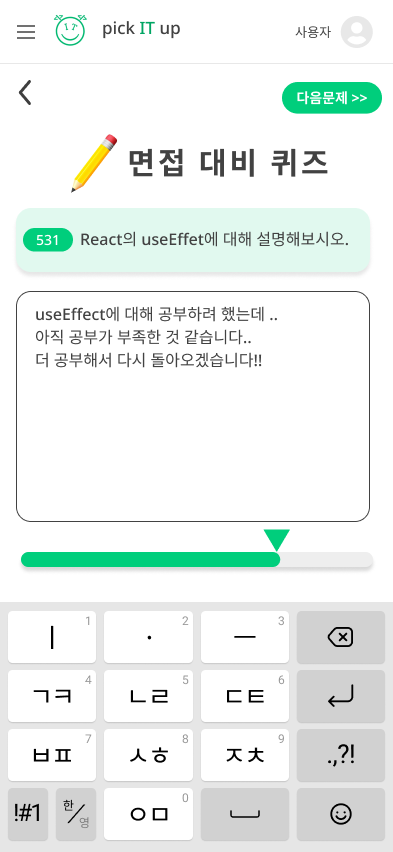 pick IT up
사용자
다음문제 >>
면접 대비 퀴즈
531 React의 useEffet에 대해 설명해보시오.
useEffect에 대해 공부하려 했는데 ..
아직 공부가 부족한 것 같습니다..
더 공부해서 다시 돌아오겠습니다!!
ㅣ 1 · 2 ㅡ 3
ㄱㅋ 4 ㄴㄹ 5 ㄷㅌ 6
ㅂㅍ 7 ㅅㅎ 8 ㅈㅊ 9 .,?!
!#1 한/영 ㅇㅁ 0